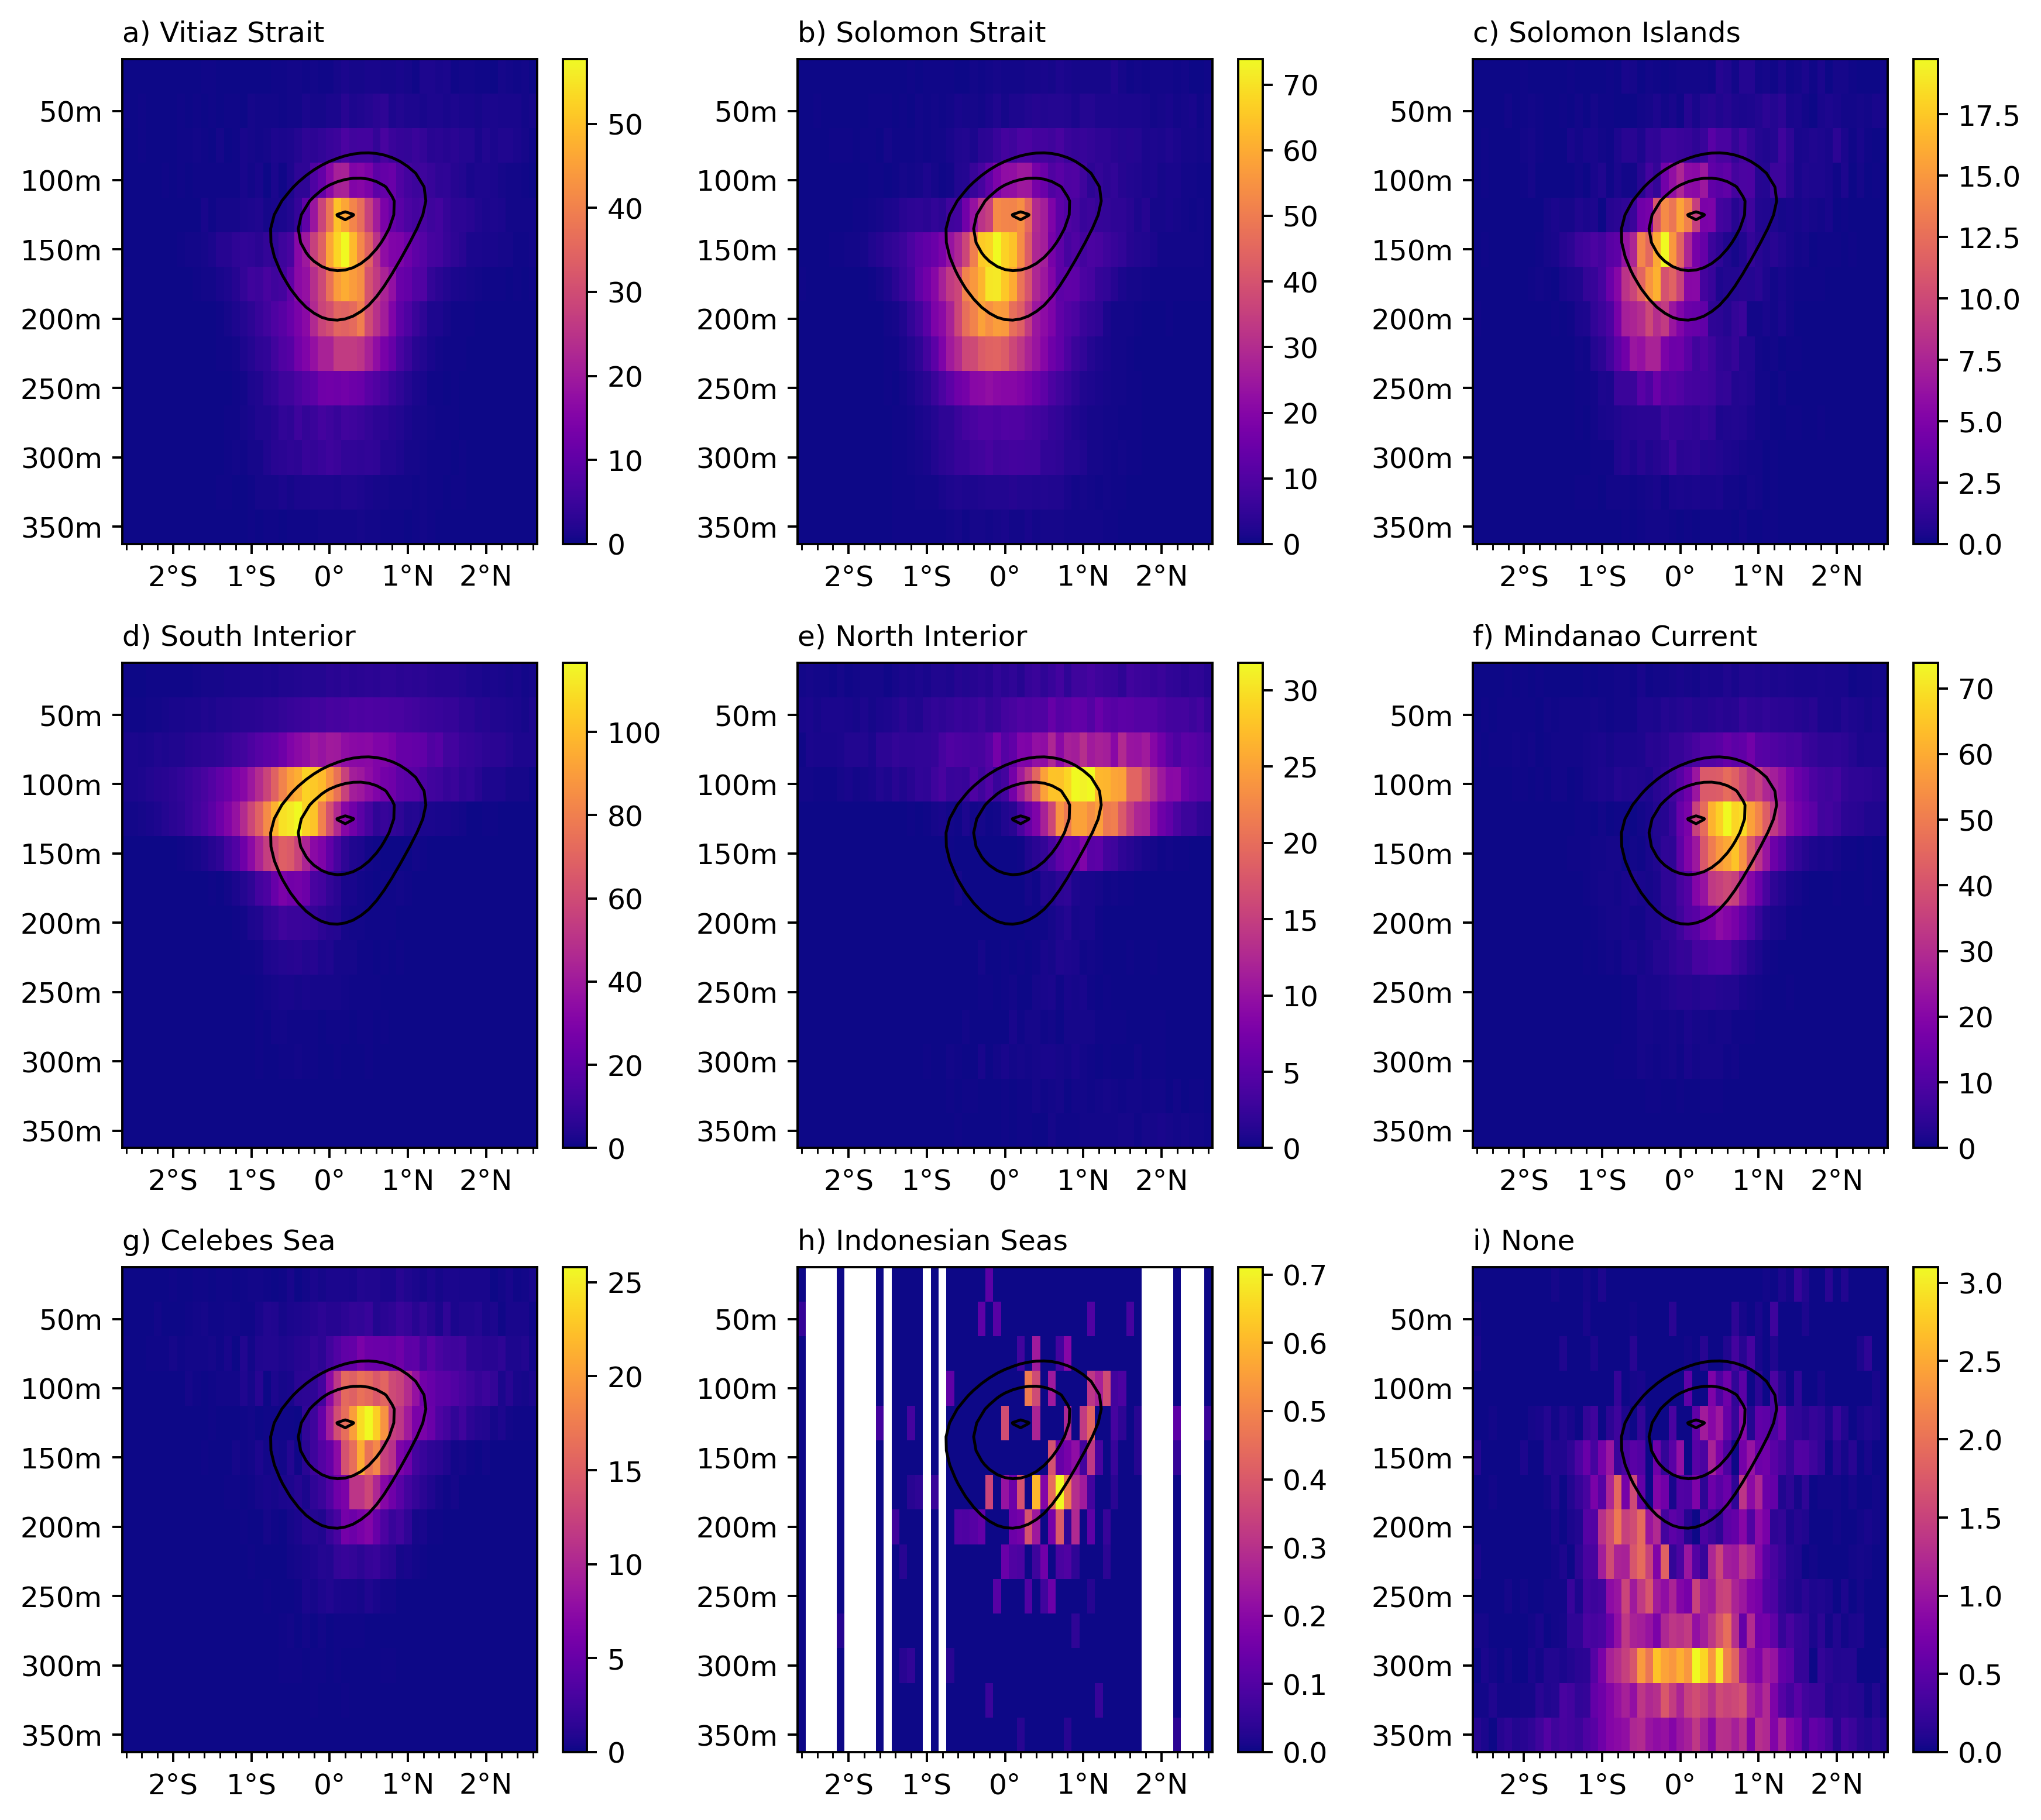 a) Vitiaz Strait
50m
100m
150m
200m
250m
300m
350m
2°S 1°S 0° 1°N 2°N
50
40
30
20
10
0
b) Solomon Strait
50m
100m
150m
200m
250m
300m
350m
2°S 1°S 0° 1°N 2°N
70
60
50
40
30
20
10
0
c) Solomon Islands
50m
100m
150m
200m
250m
300m
350m
2°S 1°S 0° 1°N 2°N
17.5
15.0
12.5
10.0
7.5
5.0
2.5
0.0
d) South Interior
50m
100m
150m
200m
250m
300m
350m
2°S 1°S 0° 1°N 2°N
100
80
60
40
20
0
e) North Interior
50m
100m
150m
200m
250m
300m
350m
2°S 1°S 0° 1°N 2°N
30
25
20
15
10
5
0
f) Mindanao Current
50m
100m
150m
200m
250m
300m
350m
2°S 1°S 0° 1°N 2°N
70
60
50
40
30
20
10
0
g) Celebes Sea
50m
100m
150m
200m
250m
300m
350m
2°S 1°S 0° 1°N 2°N
25
20
15
10
5
0
h) Indonesian Seas
50m
100m
150m
200m
250m
300m
350m
2°S 1°S 0° 1°N 2°N
0.7
0.6
0.5
0.4
0.3
0.2
0.1
0.0
i) None
50m
100m
150m
200m
250m
300m
350m
2°S 1°S 0° 1°N 2°N
3.0
2.5
2.0
1.5
1.0
0.5
0.0